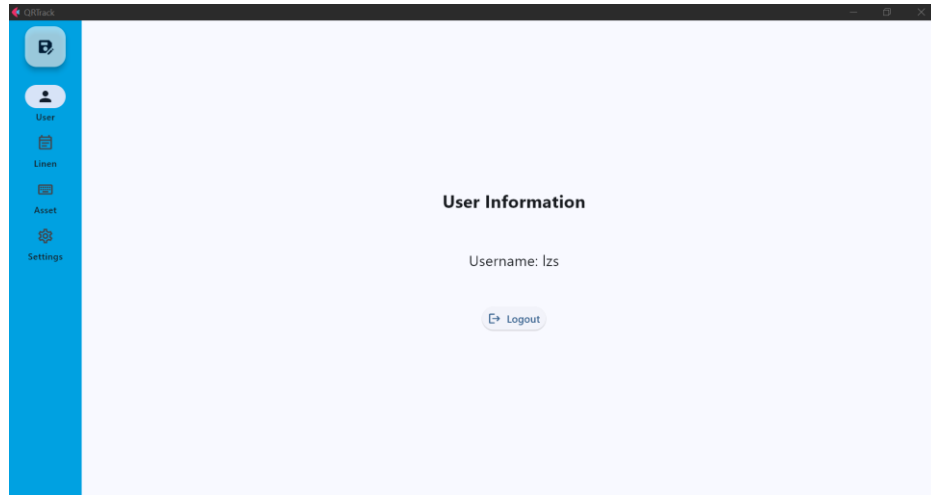 QRTrack
User
Linen
Asset
Settings
User Information
Username: lzs
Logout